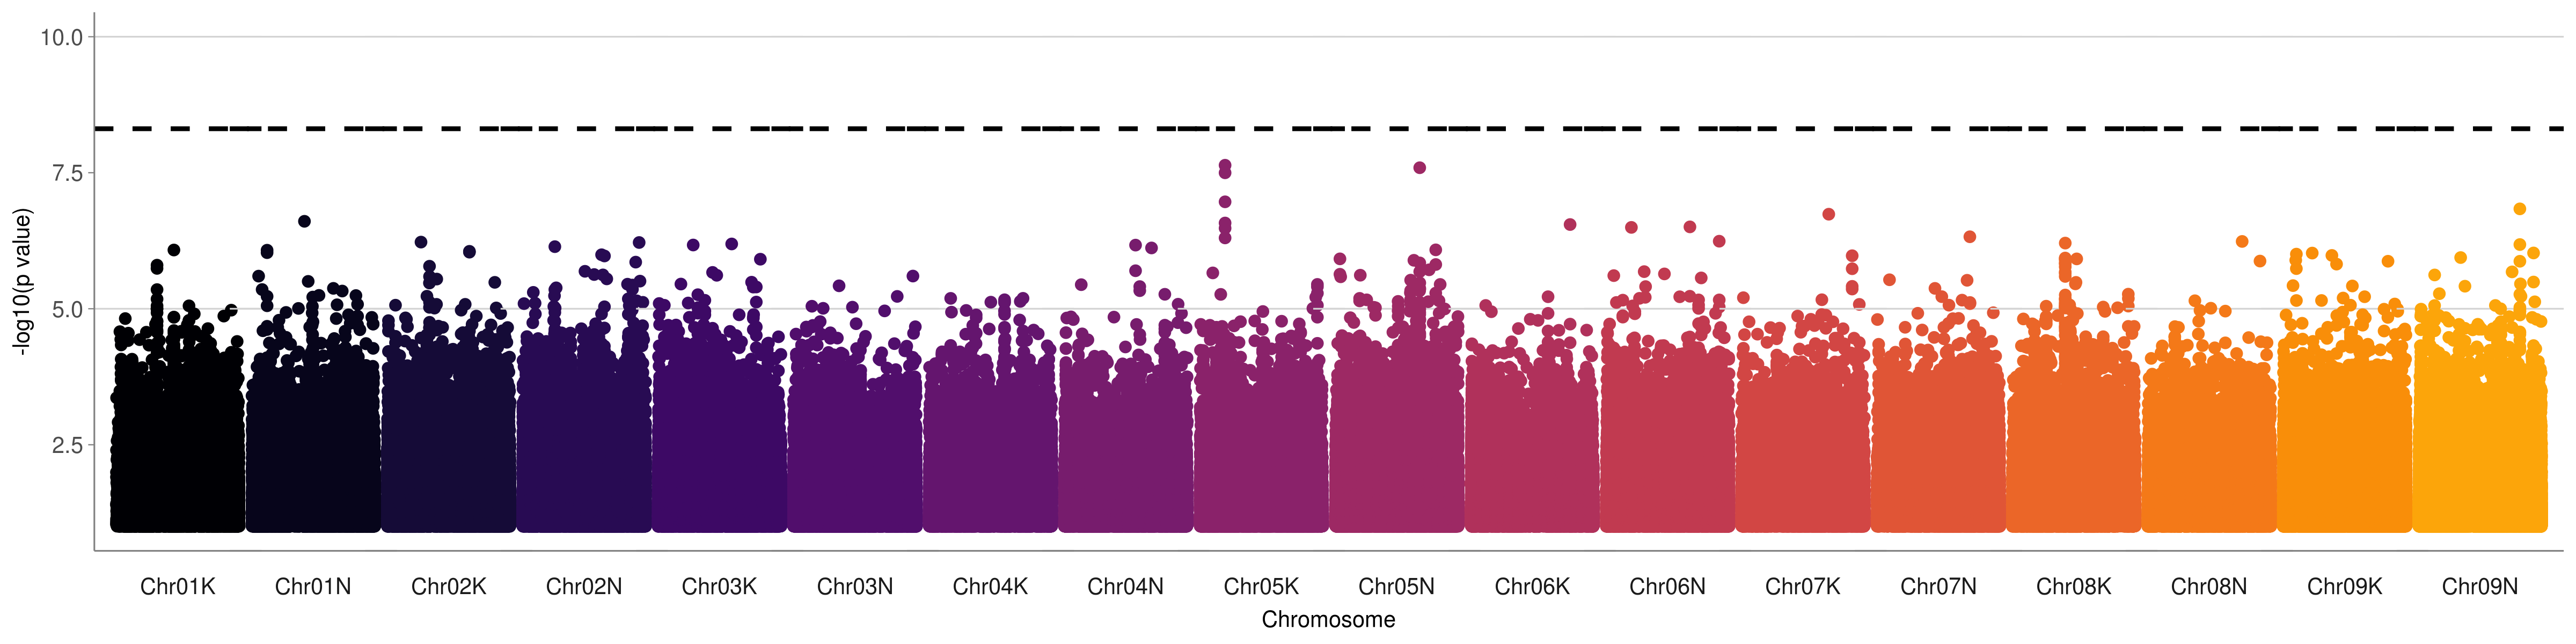 10.0
7.5
5.0
2.5
-log10(p value)
Chr01K Chr01N Chr02K Chr02N Chr03K Chr03N Chr04K Chr04N Chr05K Chr05N Chr06K Chr06N Chr07K Chr07N Chr08K Chr08N Chr09K Chr09N
Chromosome